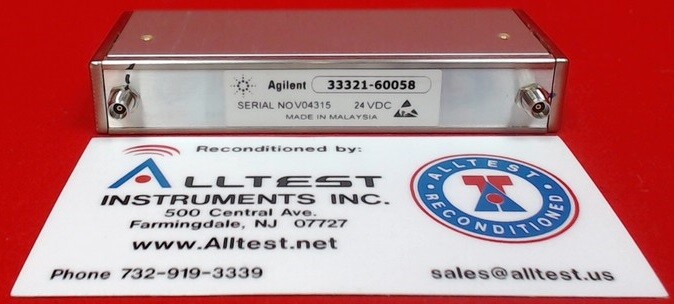 Agilent 33321-60058
SERIAL NO.V04315 24 VDC
MADE IN MALAYSIA
Reconditioned by:
ALLTEST
INSTRUMENTS INC.
500 Central Ave.
Farmingdale, NJ 07727
www.Alltest.net
Phone 732-919-3339
ALLTEST
RECONDITIONED
sales@alltest.us